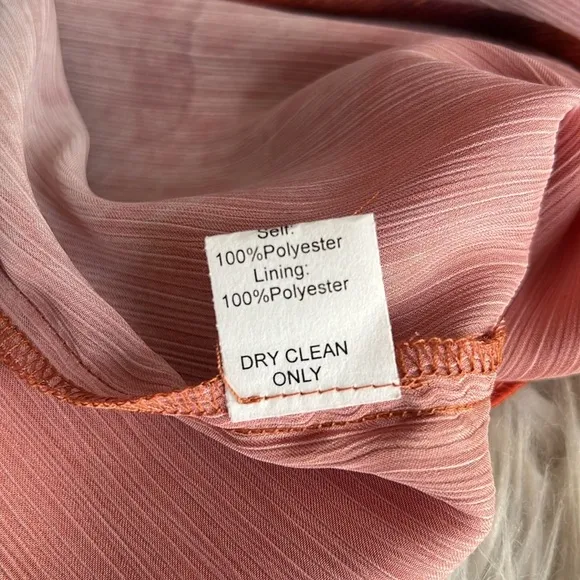 Self:
100%Polyester
Lining:
100%Polyester
DRY CLEAN
ONLY